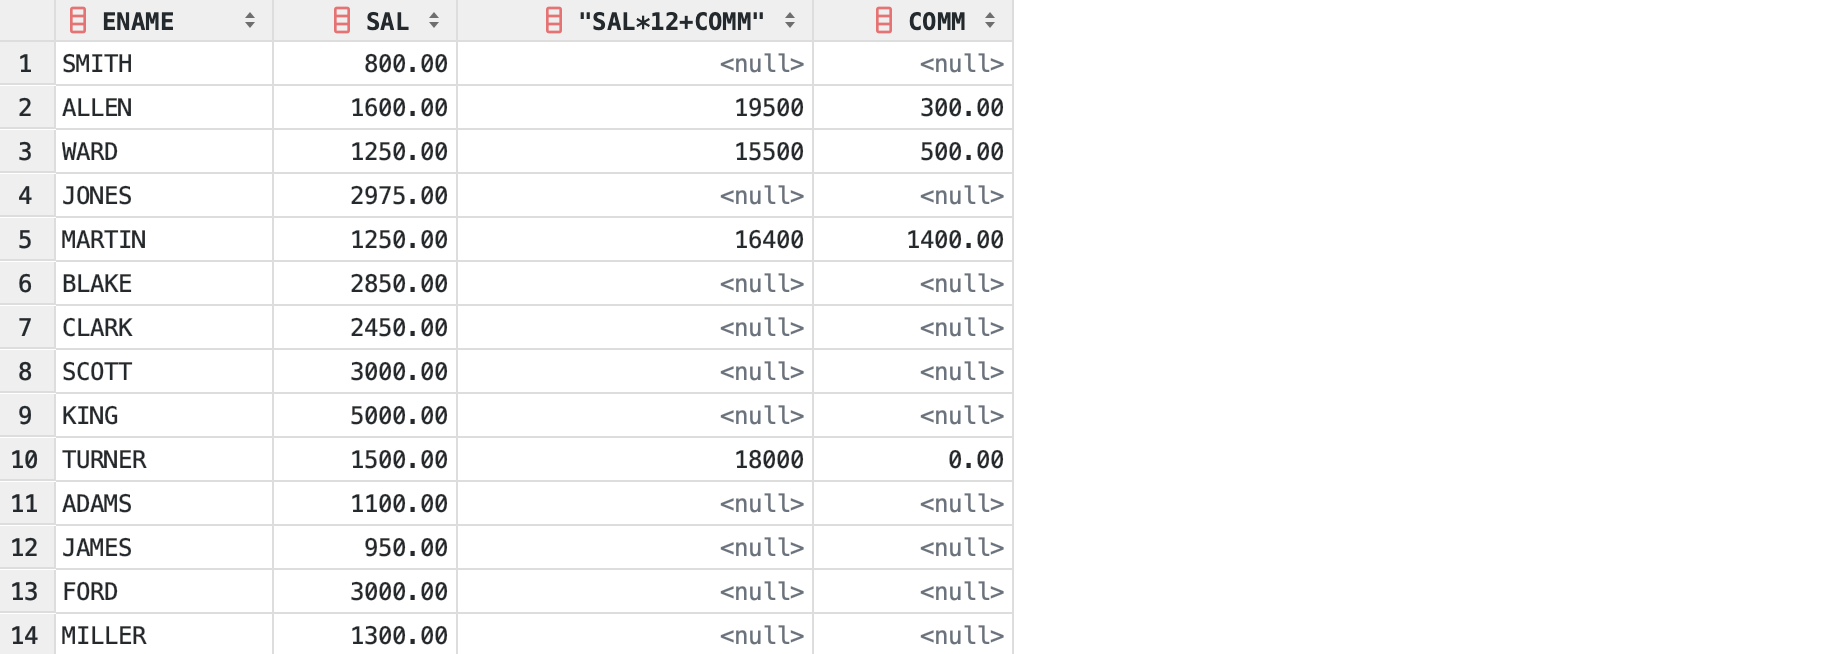 ENAME SAL "SAL*12+COMM" COMM
1 SMITH 800.00 <null> <null>
2 ALLEN 1600.00 19500 300.00
3 WARD 1250.00 15500 500.00
4 JONES 2975.00 <null> <null>
5 MARTIN 1250.00 16400 1400.00
6 BLAKE 2850.00 <null> <null>
7 CLARK 2450.00 <null> <null>
8 SCOTT 3000.00 <null> <null>
9 KING 5000.00 <null> <null>
10 TURNER 1500.00 18000 0.00
11 ADAMS 1100.00 <null> <null>
12 JAMES 950.00 <null> <null>
13 FORD 3000.00 <null> <null>
14 MILLER 1300.00 <null> <null>